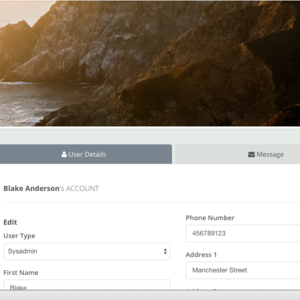 User Details
Message
Blake Anderson's ACCOUNT
Edit
User Type
Sysadmin
First Name
Blake
Phone Number
456789123
Address 1
Manchester Street